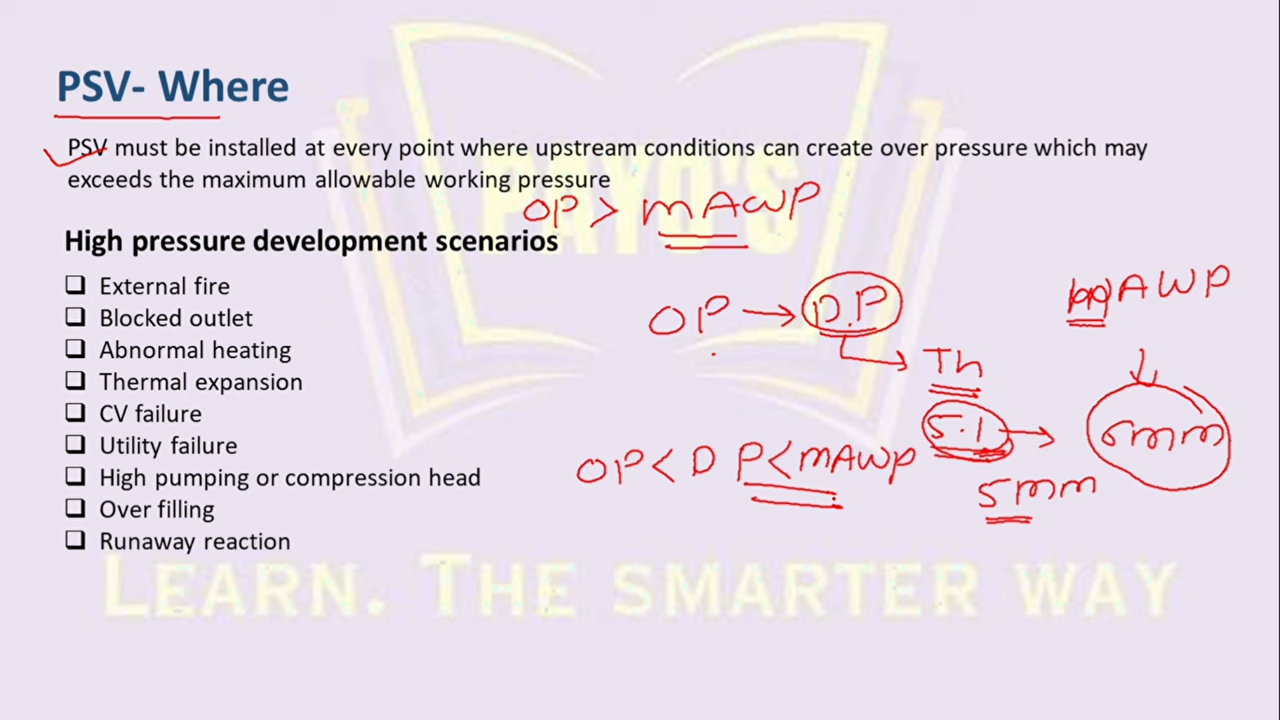 PSV- Where
PSV must be installed at every point where upstream conditions can create over pressure which may
exceeds the maximum allowable working pressure
OP > MAWP
High pressure development scenarios
❑ External fire
❑ Blocked outlet
❑ Abnormal heating
❑ Thermal expansion
❑ CV failure
❑ Utility failure
❑ High pumping or compression head
❑ Over filling
❑ Runaway reaction
OP → D.P
Th
5.1 →
5mm
MAWP
6mm
OP < D P < MAWP
PAYO'S
LEARN. THE SMARTER WAY